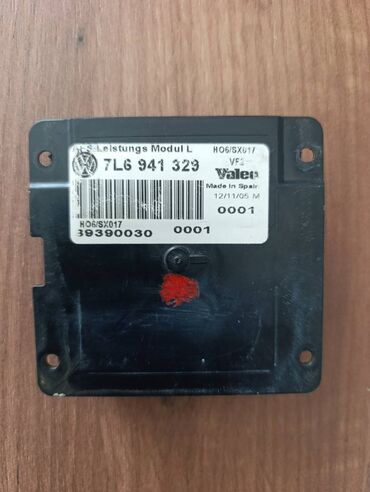 -Leistungs Modul L
HO6/SX017
VF2
7L6 941 329
Valeo
Made in Spain
12/11/05 M
0001
HO6/SX017
89390030 0001